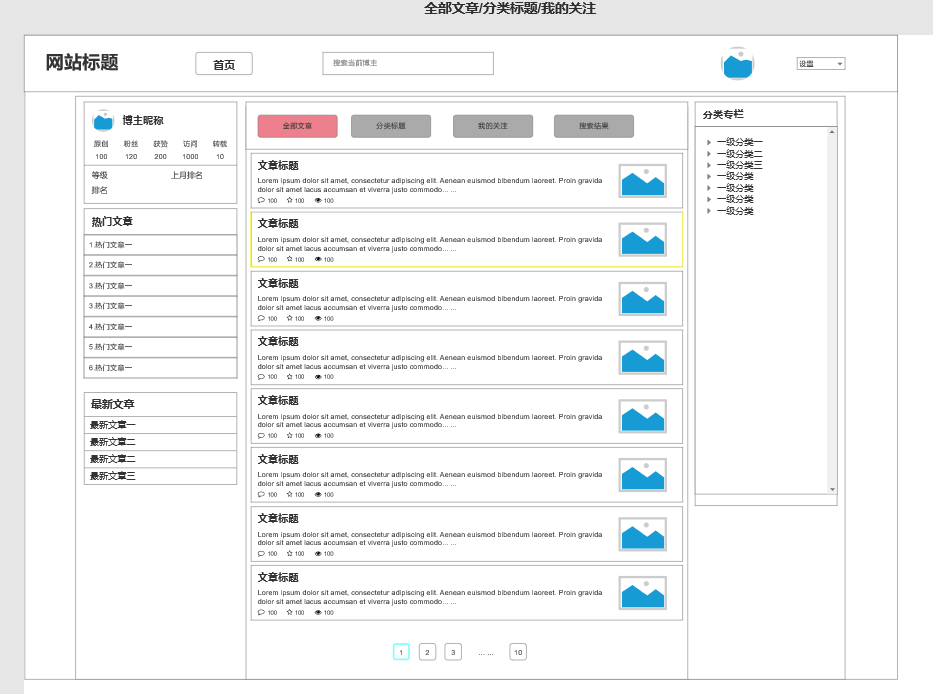 全部文章/分类标题/我的关注
网站标题
首页
搜索当前博主
设置
博主昵称
原创 粉丝 获赞 访问 转载
100 120 200 1000 10
等级 上月排名
排名
热门文章
1.热门文章一
2.热门文章一
3.热门文章一
3.热门文章一
4.热门文章一
5.热门文章一
6.热门文章一
最新文章
最新文章一
最新文章二
最新文章二
最新文章三
全部文章 分类标题 我的关注 搜索结果
文章标题
Lorem ipsum dolor sit amet, consectetur adipiscing elit. Aenean euismod bibendum laoreet. Proin gravida
dolor sit amet lacus accumsan et viverra justo commodo... ...
100 100 100
文章标题
Lorem ipsum dolor sit amet, consectetur adipiscing elit. Aenean euismod bibendum laoreet. Proin gravida
dolor sit amet lacus accumsan et viverra justo commodo... ...
100 100 100
文章标题
Lorem ipsum dolor sit amet, consectetur adipiscing elit. Aenean euismod bibendum laoreet. Proin gravida
dolor sit amet lacus accumsan et viverra justo commodo... ...
100 100 100
文章标题
Lorem ipsum dolor sit amet, consectetur adipiscing elit. Aenean euismod bibendum laoreet. Proin gravida
dolor sit amet lacus accumsan et viverra justo commodo... ...
100 100 100
文章标题
Lorem ipsum dolor sit amet, consectetur adipiscing elit. Aenean euismod bibendum laoreet. Proin gravida
dolor sit amet lacus accumsan et viverra justo commodo... ...
100 100 100
文章标题
Lorem ipsum dolor sit amet, consectetur adipiscing elit. Aenean euismod bibendum laoreet. Proin gravida
dolor sit amet lacus accumsan et viverra justo commodo... ...
100 100 100
文章标题
Lorem ipsum dolor sit amet, consectetur adipiscing elit. Aenean euismod bibendum laoreet. Proin gravida
dolor sit amet lacus accumsan et viverra justo commodo... ...
100 100 100
文章标题
Lorem ipsum dolor sit amet, consectetur adipiscing elit. Aenean euismod bibendum laoreet. Proin gravida
dolor sit amet lacus accumsan et viverra justo commodo... ...
100 100 100
1 2 3 ... ... 10
分类专栏
一级分类一
一级分类二
一级分类三
一级分类
一级分类
一级分类
一级分类